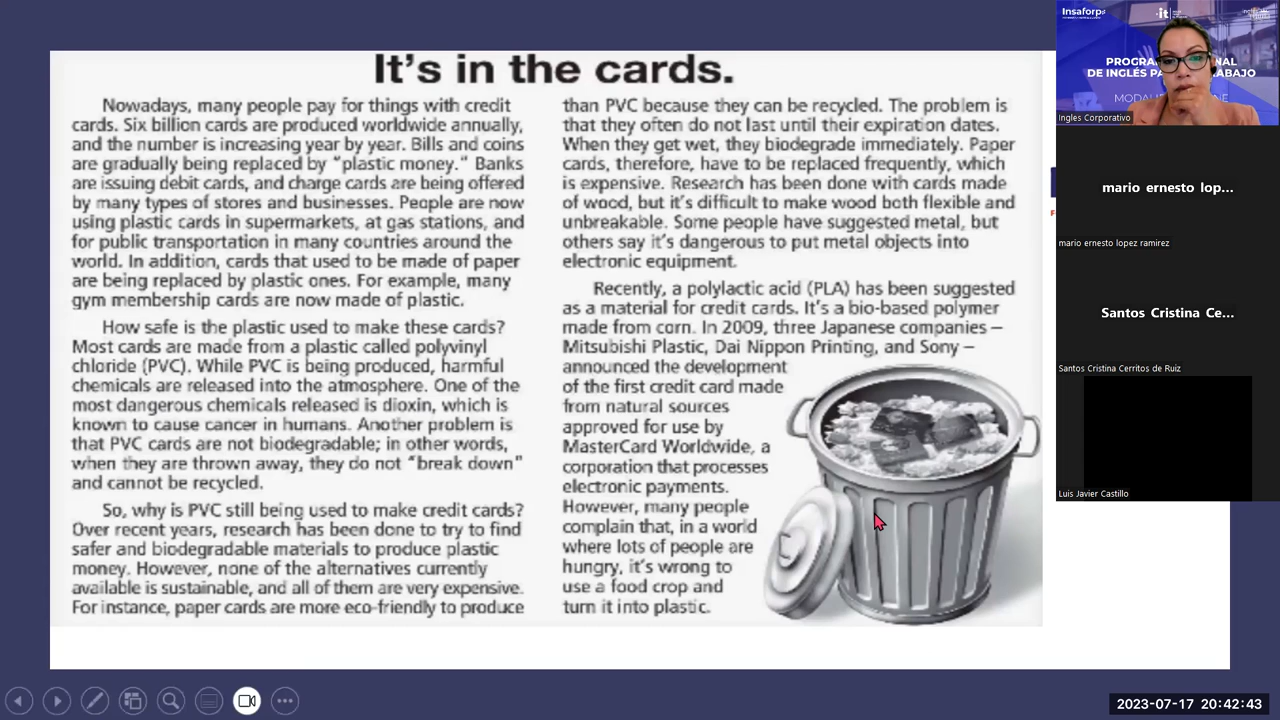 It's in the cards.
Nowadays, many people pay for things with credit
cards. Six billion cards are produced worldwide annually,
and the number is increasing year by year. Bills and coins
are gradually being replaced by "plastic money." Banks
are issuing debit cards, and charge cards are being offered
by many types of stores and businesses. People are now
using plastic cards in supermarkets, at gas stations, and
for public transportation in many countries around the
world. In addition, cards that used to be made of paper
are being replaced by plastic ones. For example, many
gym membership cards are now made of plastic.
How safe is the plastic used to make these cards?
Most cards are made from a plastic called polyvinyl
chloride (PVC). While PVC is being produced, harmful
chemicals are released into the atmosphere. One of the
most dangerous chemicals released is dioxin, which is
known to cause cancer in humans. Another problem is
that PVC cards are not biodegradable; in other words,
when they are thrown away, they do not "break down"
and cannot be recycled.
So, why is PVC still being used to make credit cards?
Over recent years, research has been done to try to find
safer and biodegradable materials to produce plastic
money. However, none of the alternatives currently
available is sustainable, and all of them are very expensive.
For instance, paper cards are more eco-friendly to produce
than PVC because they can be recycled. The problem is
that they often do not last until their expiration dates.
When they get wet, they biodegrade immediately. Paper
cards, therefore, have to be replaced frequently, which
is expensive. Research has been done with cards made
of wood, but it's difficult to make wood both flexible and
unbreakable. Some people have suggested metal, but
others say it's dangerous to put metal objects into
electronic equipment.
Recently, a polylactic acid (PLA) has been suggested
as a material for credit cards. It's a bio-based polymer
made from corn. In 2009, three Japanese companies –
Mitsubishi Plastic, Dai Nippon Printing, and Sony –
announced the development
of the first credit card made
from natural sources
approved for use by
MasterCard Worldwide, a
corporation that processes
electronic payments.
However, many people
complain that, in a world
where lots of people are
hungry, it's wrong to
use a food crop and
turn it into plastic.
Insaforp
it
Ingles Corporativo
mario ernesto lop...
mario ernesto lopez ramirez
Santos Cristina Ce...
Santos Cristina Cerritos de Ruiz
Luis Javier Castillo
2023-07-17 20:42:43